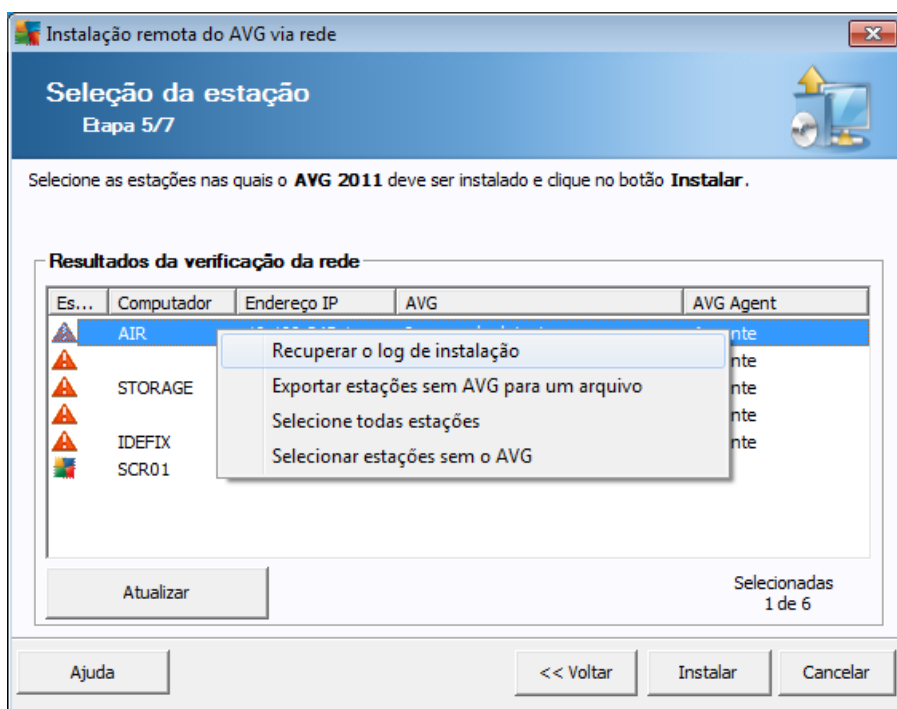 Instalação remota do AVG via rede
Seleção da estação
Etapa 5/7
Selecione as estações nas quais o AVG 2011 deve ser instalado e clique no botão Instalar.
Resultados da verificação da rede
Es... Computador Endereço IP AVG AVG Agent
AIR
Recuperar o log de instalação
Exportar estações sem AVG para um arquivo
STORAGE
Selecione todas estações
IDEFIX
Selecionar estações sem o AVG
SCR01
Atualizar
Selecionadas
1 de 6
Ajuda
<< Voltar
Instalar
Cancelar